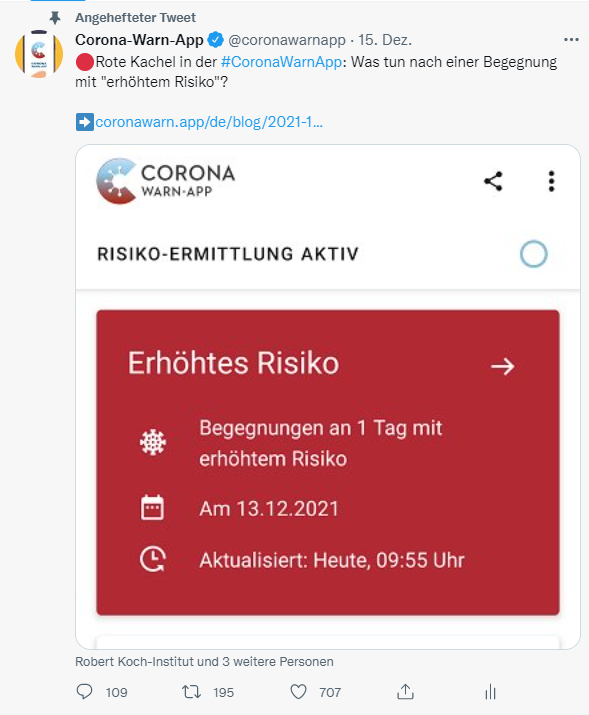 Angehefteter Tweet
Corona-Warn-App @coronawarnapp · 15. Dez.
Rote Kachel in der #CoronaWarnApp: Was tun nach einer Begegnung
mit "erhöhtem Risiko"?
coronawarn.app/de/blog/2021-1...
CORONA
WARN-APP
RISIKO-ERMITTLUNG AKTIV
Erhöhtes Risiko
Begegnungen an 1 Tag mit
erhöhtem Risiko
Am 13.12.2021
Aktualisiert: Heute, 09:55 Uhr
Robert Koch-Institut und 3 weitere Personen
109 195 707